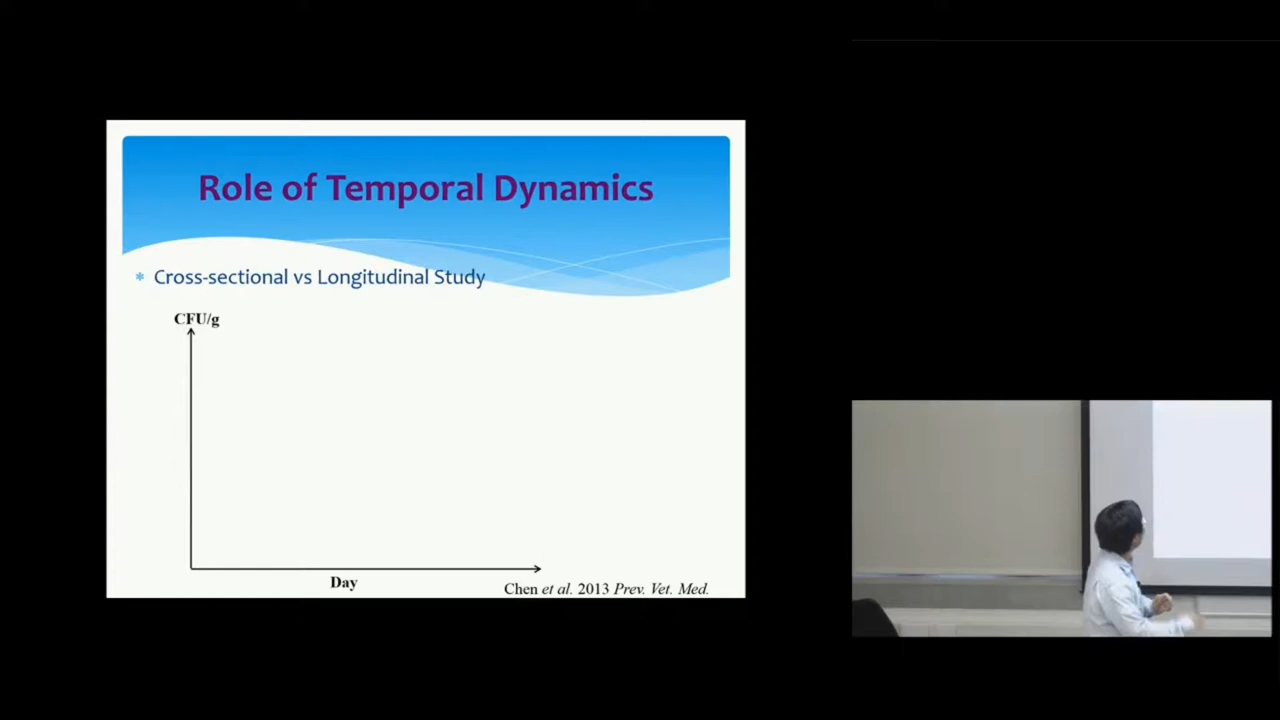 Role of Temporal Dynamics
Cross-sectional vs Longitudinal Study
CFU/g
Day
Chen et al. 2013 Prev. Vet. Med.